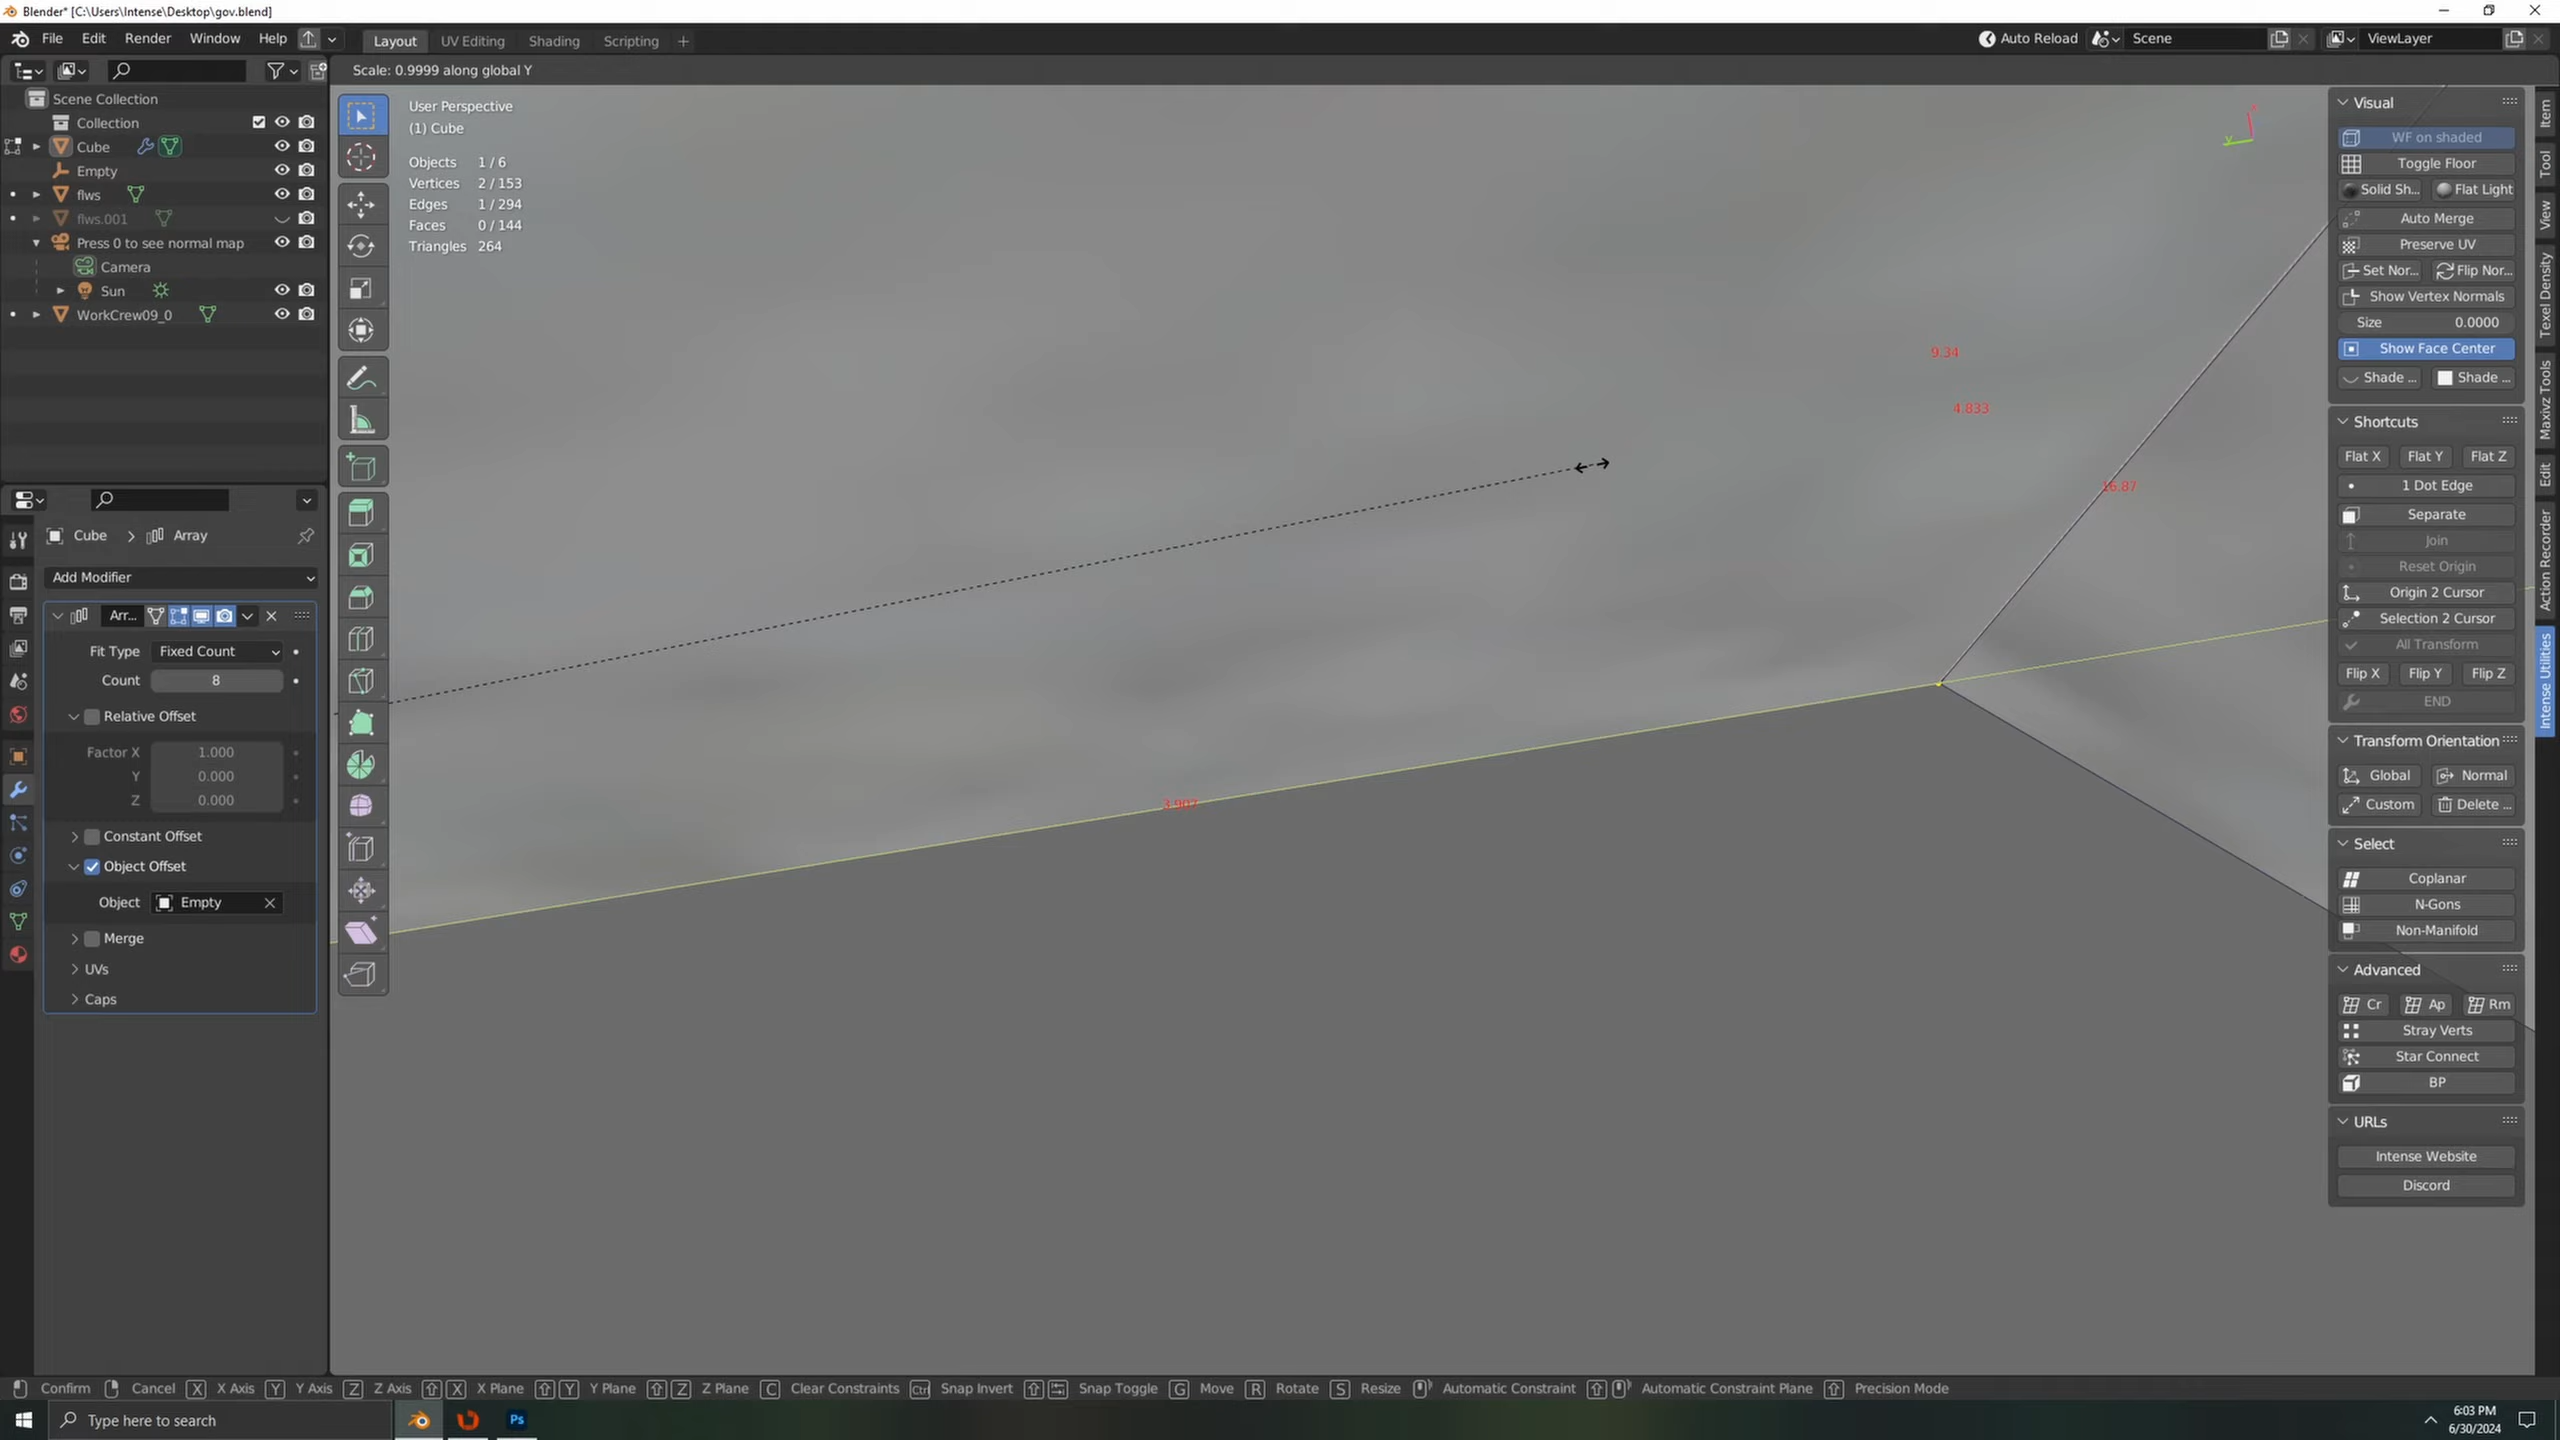 Blender* [C:\Users\Intense\Desktop\gov.blend]
File Edit Render Window Help Layout UV Editing Shading Scripting + Auto Reload Scene ViewLayer
Scale: 0.9999 along global Y
Scene Collection
Collection
Cube
Empty
flws
flws.001
Press 0 to see normal map
Camera
Sun
WorkCrew09_0
Cube > Array
Add Modifier
Arr...
Fit Type Fixed Count
Count 8
Relative Offset
Factor X 1.000
Y 0.000
Z 0.000
Constant Offset
Object Offset
Object Empty
Merge
UVs
Caps
User Perspective
(1) Cube
Objects 1 / 6
Vertices 2 / 153
Edges 1 / 294
Faces 0 / 144
Triangles 264
9.34
4.833
16.87
3.907
Visual
WF on shaded
Toggle Floor
Solid Sh... Flat Light
Auto Merge
Preserve UV
Set Nor... Flip Nor...
Show Vertex Normals
Size 0.0000
Show Face Center
Shade ... Shade ...
Shortcuts
Flat X Flat Y Flat Z
1 Dot Edge
Separate
Join
Reset Origin
Origin 2 Cursor
Selection 2 Cursor
All Transform
Flip X Flip Y Flip Z
END
Transform Orientation
Global Normal
Custom Delete ...
Select
Coplanar
N-Gons
Non-Manifold
Advanced
Cr Ap Rm
Stray Verts
Star Connect
BP
URLs
Intense Website
Discord
Item
Tool
View
Texel Density
Maxivz Tools
Edit
Action Recorder
Intense Utilities
Confirm Cancel X X Axis Y Y Axis Z Z Axis X X Plane Y Y Plane Z Z Plane C Clear Constraints Ctrl Snap Invert Snap Toggle G Move R Rotate S Resize Automatic Constraint Automatic Constraint Plane Precision Mode
Type here to search
Ps
6:03 PM
6/30/2024